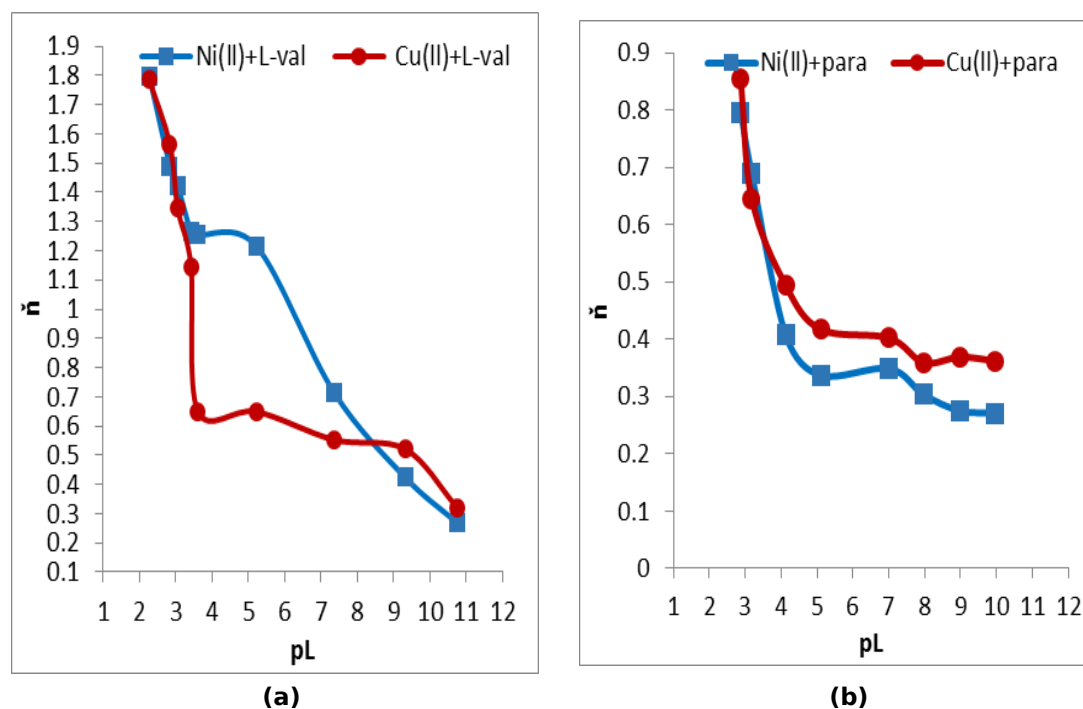 Ni(II)+L-val Cu(II)+L-val
1.9
1.8
1.7
1.6
1.5
1.4
1.3
1.2
1.1
1
0.9
0.8
0.7
0.6
0.5
0.4
0.3
0.2
0.1
ň
1 2 3 4 5 6 7 8 9 10 11 12
pL
(a)
Ni(II)+para Cu(II)+para
0.9
0.8
0.7
0.6
0.5
0.4
0.3
0.2
0.1
0
ň
1 2 3 4 5 6 7 8 9 10 11 12
pL
(b)